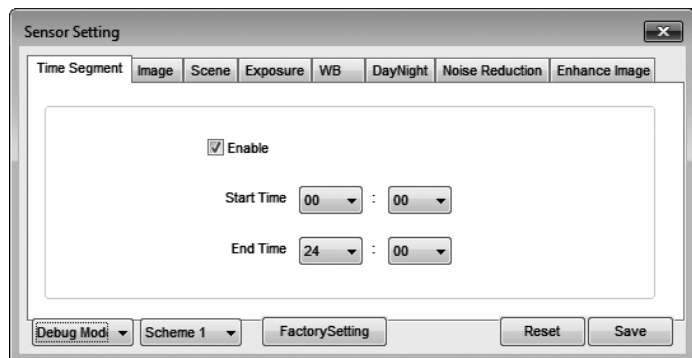 Sensor Setting
Time Segment Image Scene Exposure WB DayNight Noise Reduction Enhance Image
Enable
Start Time 00 : 00
End Time 24 : 00
Debug Mod Scheme 1 FactorySetting Reset Save